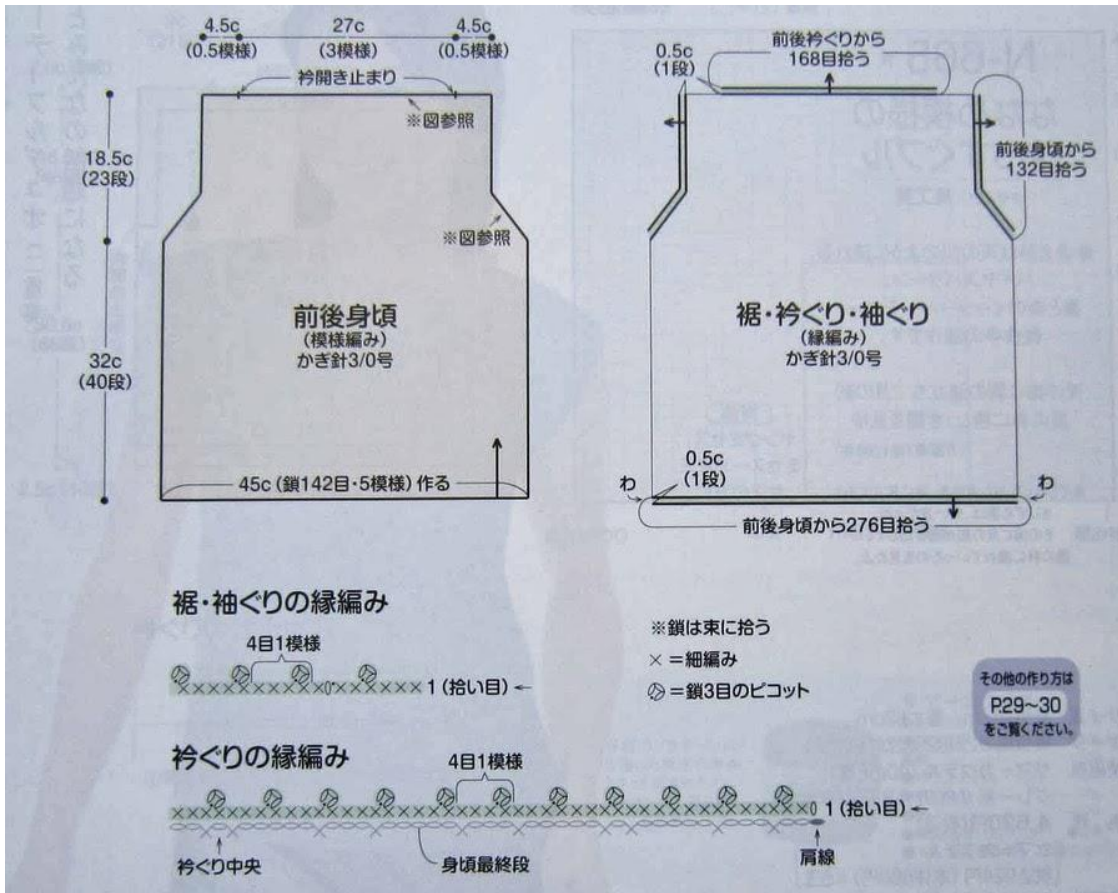 4.5c 27c 4.5c
(0.5模様) (3模様) (0.5模様)
衿開き止まり
※図参照
18.5c
(23段)
※図参照
前後身頃
(模様編み)
かぎ針3/0号
32c
(40段)
45c(鎖142目・5模様)作る
0.5c
(1段)
前後衿ぐりから
168目拾う
前後身頃から
132目拾う
裾・衿ぐり・袖ぐり
(縁編み)
かぎ針3/0号
0.5c
(1段)
わ わ
前後身頃から276目拾う
裾・袖ぐりの縁編み
4目1模様
1(拾い目)←
※鎖は束に拾う
×=細編み
=鎖3目のピコット
その他の作り方は
P.29〜30
をご覧ください。
衿ぐりの縁編み
4目1模様
1(拾い目)←
衿ぐり中央
身頃最終段
肩線